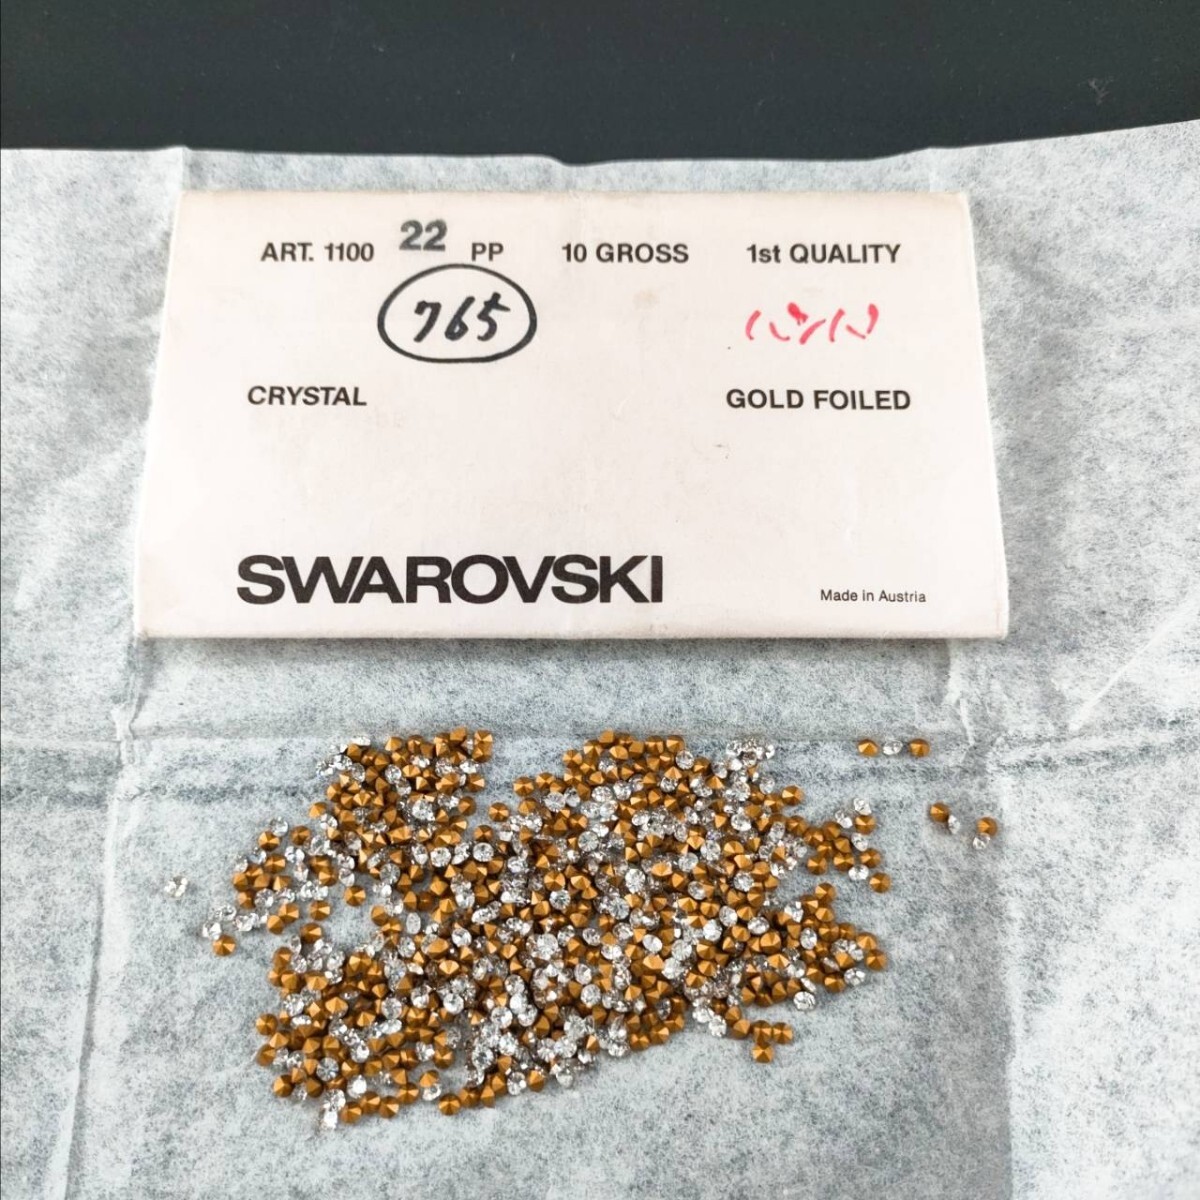 ART. 1100 22 PP 10 GROSS 1st QUALITY
765
CRYSTAL GOLD FOILED
SWAROVSKI Made in Austria